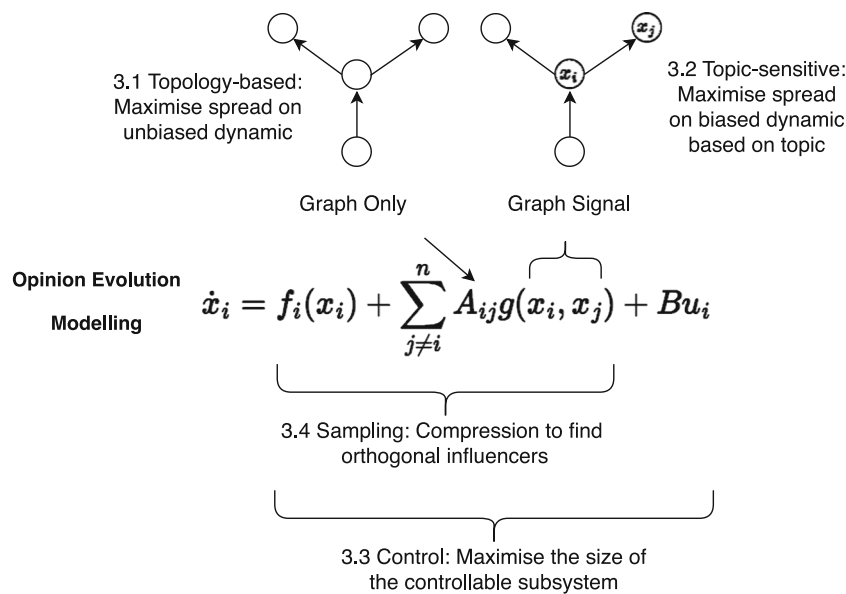 x_j
3.1 Topology-based:
Maximise spread on
unbiased dynamic
x_i
3.2 Topic-sensitive:
Maximise spread
on biased dynamic
based on topic
Graph Only
Graph Signal
Opinion Evolution
Modelling
ẋ_i = f_i(x_i) + ∑_{j≠i}^{n} A_{ij}g(x_i, x_j) + Bu_i
3.4 Sampling: Compression to find
orthogonal influencers
3.3 Control: Maximise the size of
the controllable subsystem